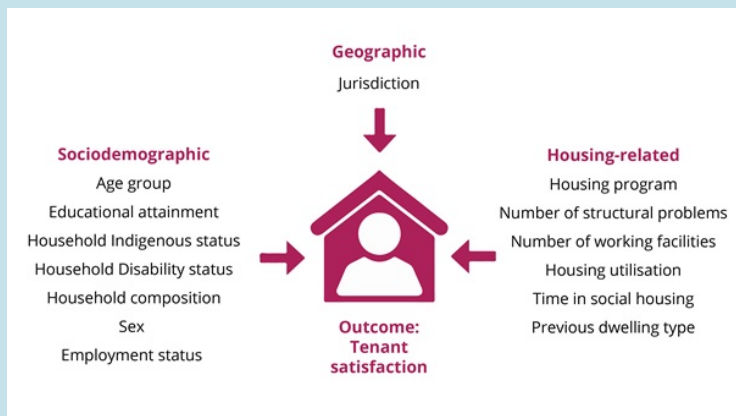 Geographic
Jurisdiction
Sociodemographic
Age group
Educational attainment
Household Indigenous status
Household Disability status
Household composition
Sex
Employment status
Housing-related
Housing program
Number of structural problems
Number of working facilities
Housing utilisation
Time in social housing
Previous dwelling type
Outcome:
Tenant
satisfaction